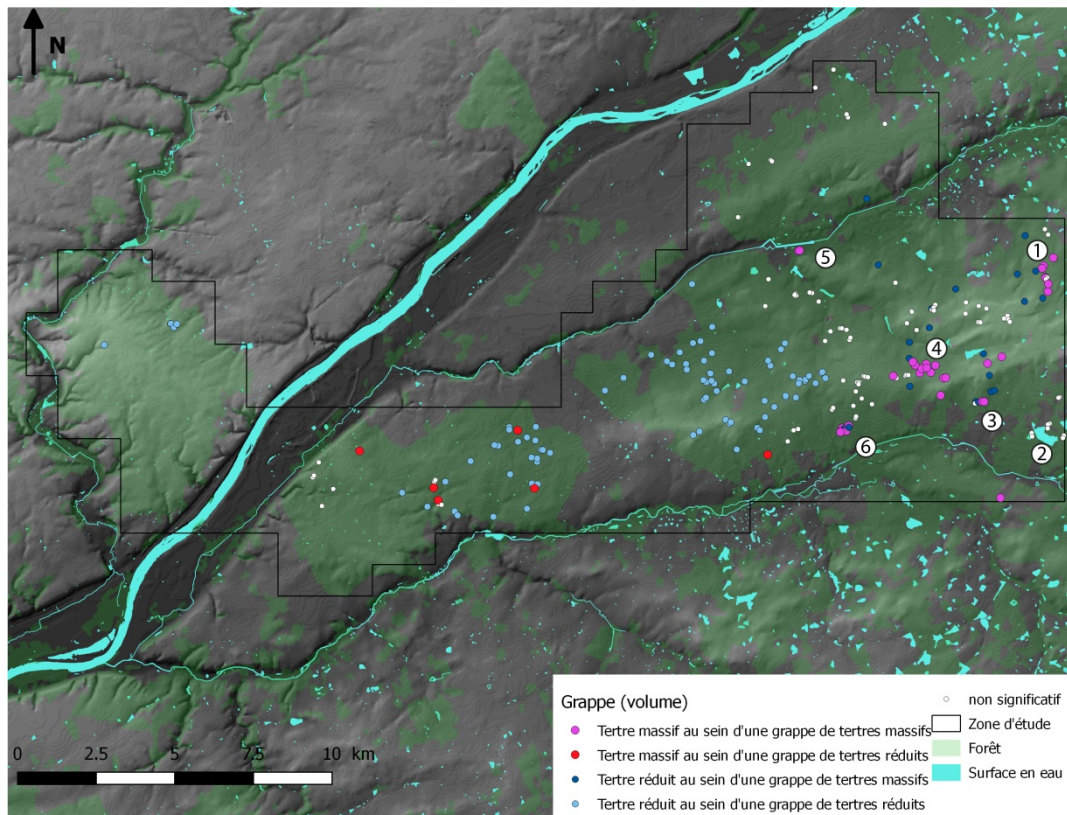 N
1
5
4
3
2
6
Grappe (volume)
Tertre massif au sein d'une grappe de tertres massifs
Tertre massif au sein d'une grappe de tertres réduits
Tertre réduit au sein d'une grappe de tertres massifs
Tertre réduit au sein d'une grappe de tertres réduits
non significatif
Zone d'étude
Forêt
Surface en eau
0 2.5 5 7.5 10 km